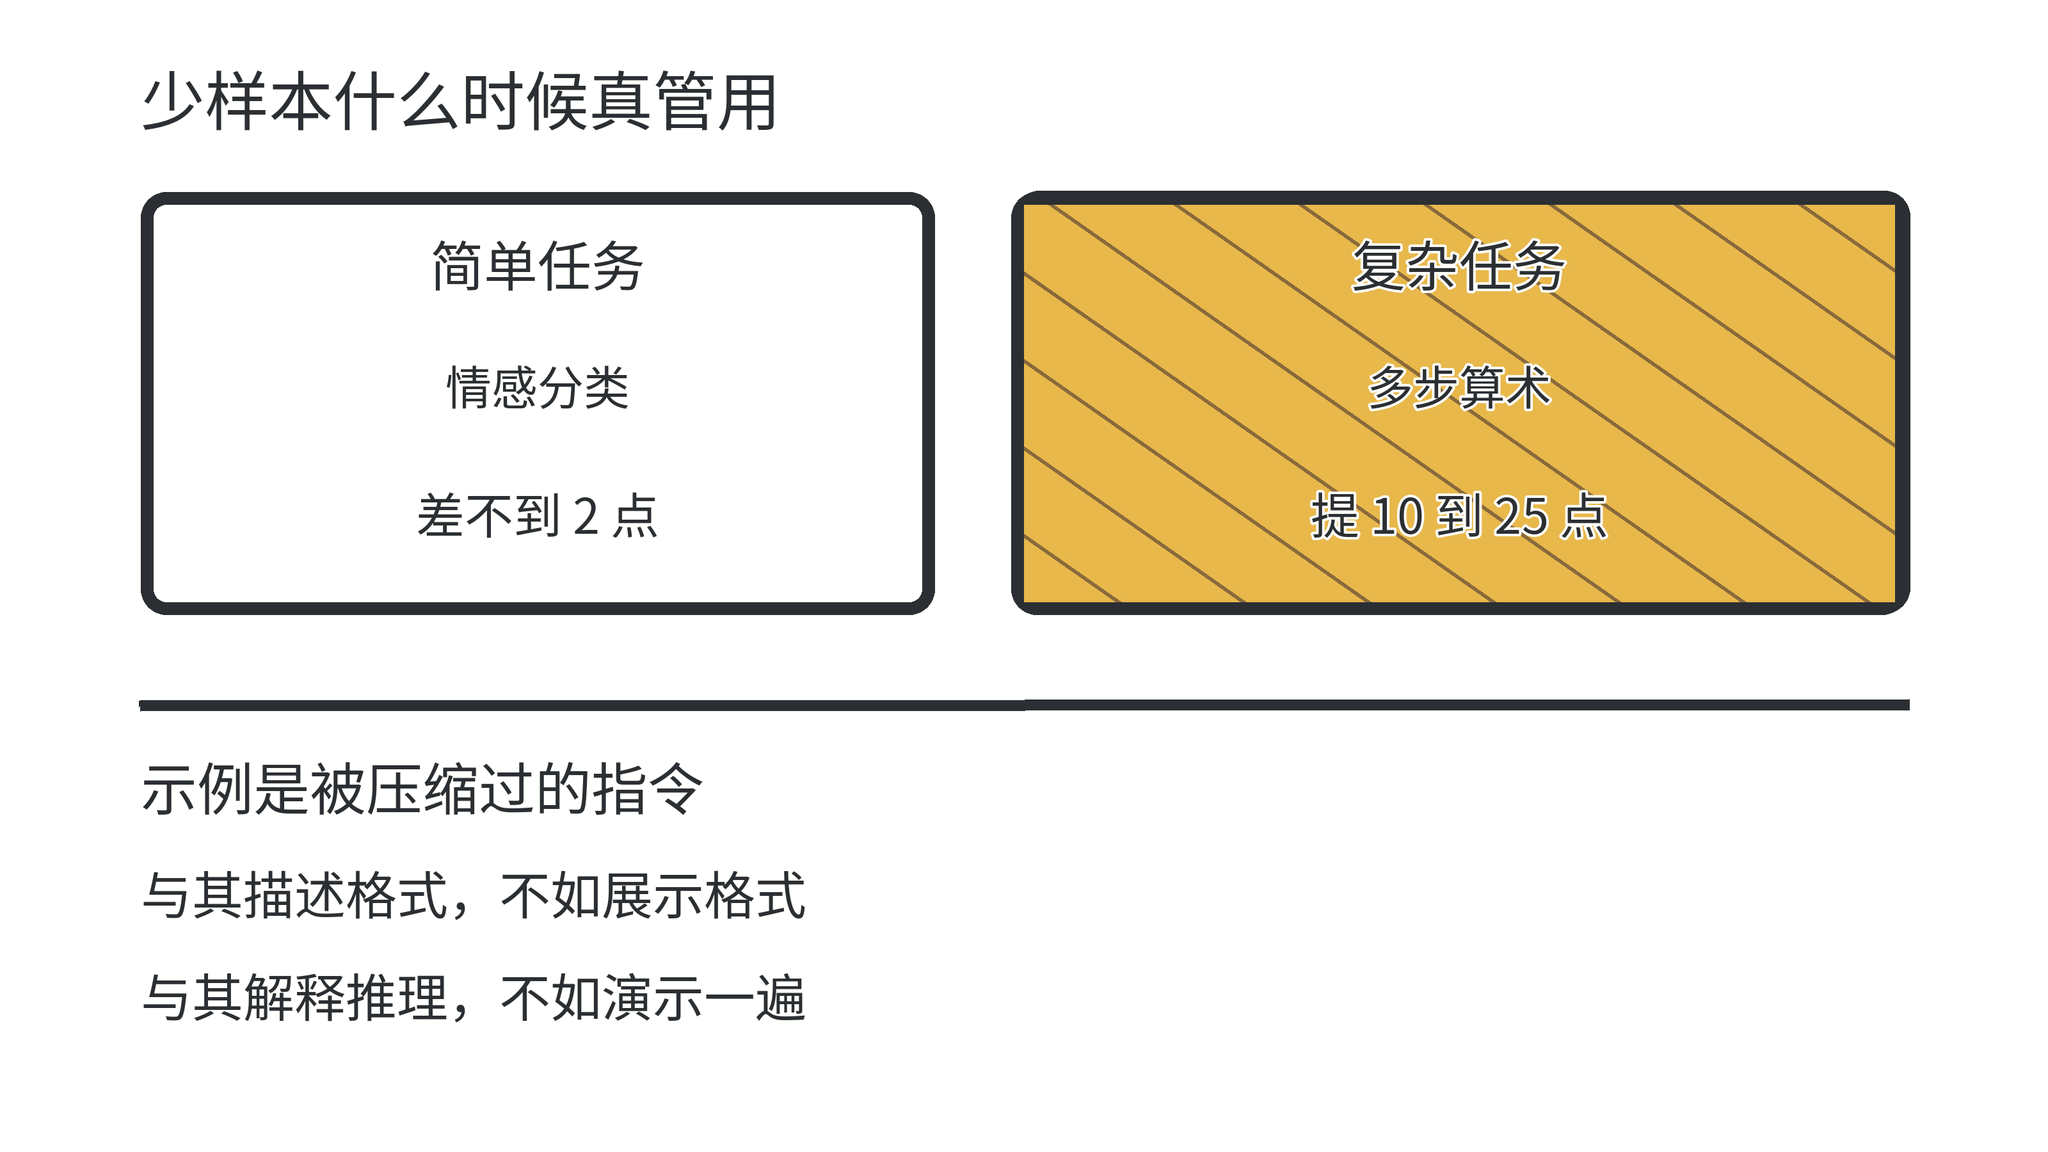 少样本什么时候真管用
简单任务
情感分类
差不到 2 点
复杂任务
多步算术
提 10 到 25 点
示例是被压缩过的指令
与其描述格式，不如展示格式
与其解释推理，不如演示一遍